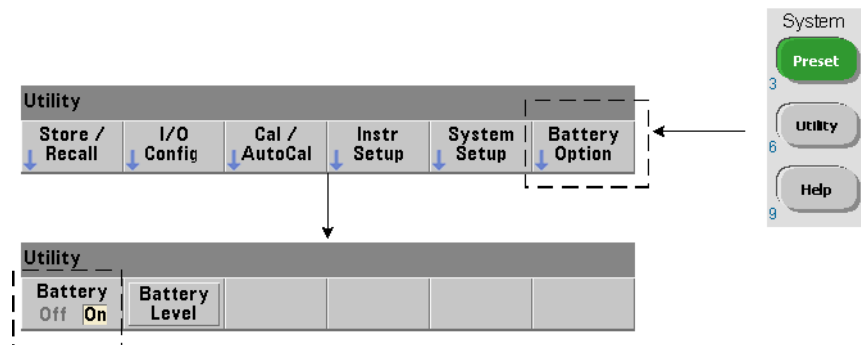 System
Preset
3
Utility
6
Help
9
Utility
Store / Recall
I/O Config
Cal / AutoCal
Instr Setup
System Setup
Battery Option
Utility
Battery
Off On
Battery Level